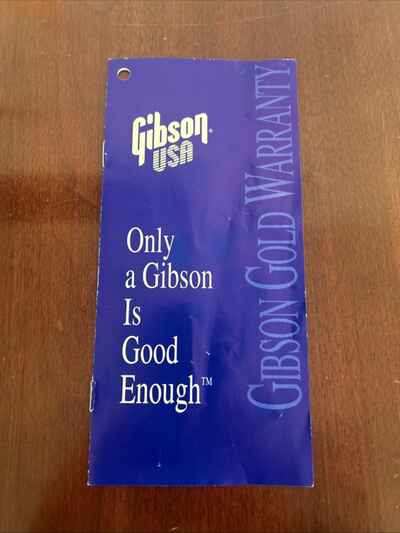 Gibson®
USA
Only
a Gibson
Is
Good
Enough™
GIBSON GOLD WARRANTY